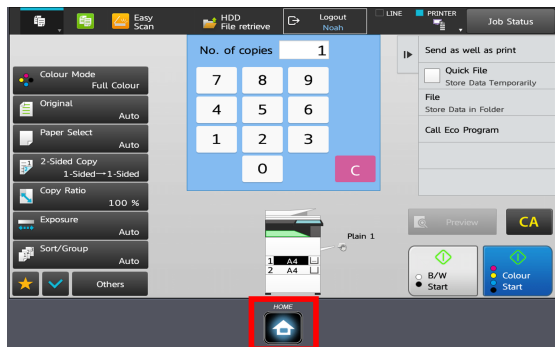 Easy
Scan
HDD
File retrieve
Logout
Noah
LINE
PRINTER
Job Status
No. of copies 1
7 8 9
4 5 6
1 2 3
0 C
Colour Mode
Full Colour
Original
Auto
Paper Select
Auto
2-Sided Copy
1-Sided→1-Sided
Copy Ratio
100 %
Exposure
Auto
Sort/Group
Auto
Others
Plain 1
1 A4
2 A4
Send as well as print
Quick File
Store Data Temporarily
File
Store Data in Folder
Call Eco Program
Preview
CA
B/W
Start
Colour
Start
HOME